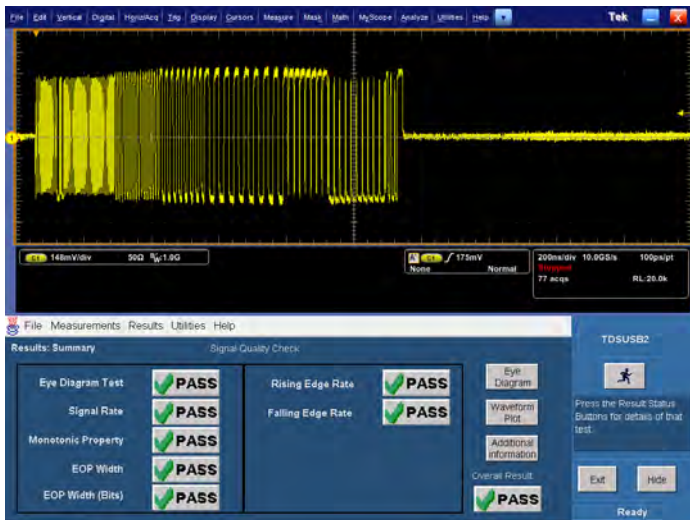 File Edit Vertical Digital Horiz/Acq Trig Display Cursors Measure Mask Math MyScope Analyze Utilities Help Tek
1
C1 148mV/div 50Ω BW:1.0G
A' C1 175mV
None Normal
200ns/div 10.0GS/s 100ps/pt
Stopped
77 acqs RL:20.0k
File Measurements Results Utilities Help
Results: Summary Signal Quality Check
Eye Diagram Test PASS
Signal Rate PASS
Monotonic Property PASS
EOP Width PASS
EOP Width (Bits) PASS
Rising Edge Rate PASS
Falling Edge Rate PASS
Eye Diagram
Waveform Plot
Additional Information
Overall Result
PASS
TDSUSB2
Press the Result Status
Buttons for details of that
test.
Exit Hide
Ready